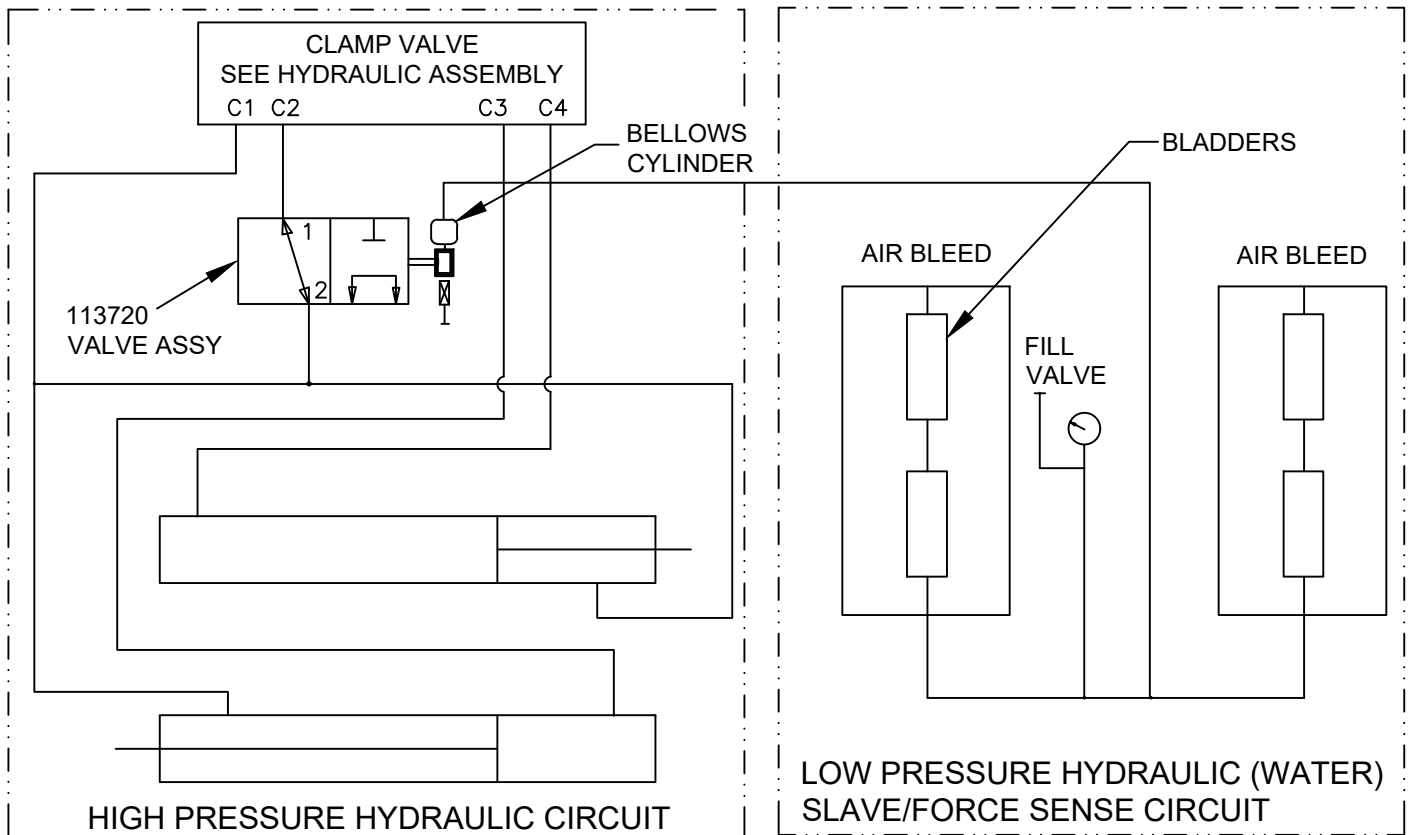 CLAMP VALVE
SEE HYDRAULIC ASSEMBLY
C1 C2 C3 C4
BELLOWS
CYLINDER
1
2
113720
VALVE ASSY
HIGH PRESSURE HYDRAULIC CIRCUIT
BLADDERS
AIR BLEED
AIR BLEED
FILL
VALVE
LOW PRESSURE HYDRAULIC (WATER)
SLAVE/FORCE SENSE CIRCUIT